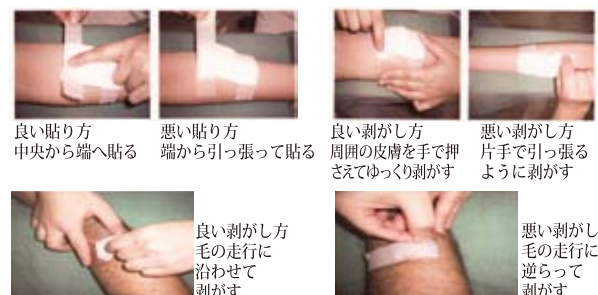 良い貼り方
中央から端へ貼る
悪い貼り方
端から引っ張って貼る
良い剥がし方
周囲の皮膚を手で押
さえてゆっくり剥がす
悪い剥がし方
片手で引っ張る
ように剥がす
良い剥がし方
毛の走行に
沿わせて
剥がす
悪い剥がし
毛の走行に
逆らって
剥がす